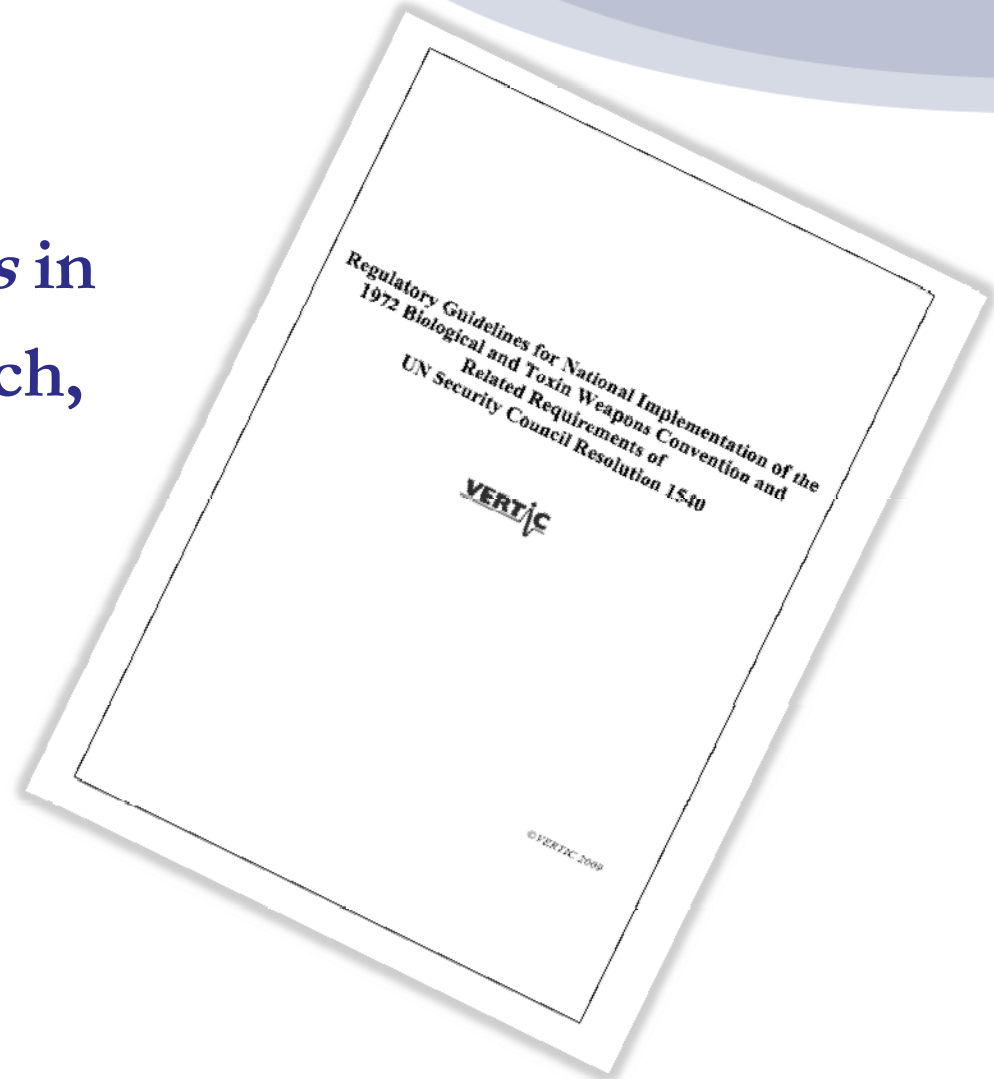 s in
ch,
Regulatory Guidelines for National Implementation of the
1972 Biological and Toxin Weapons Convention and
Related Requirements of
UN Security Council Resolution 1540
VERTIC
© VERTIC 2009